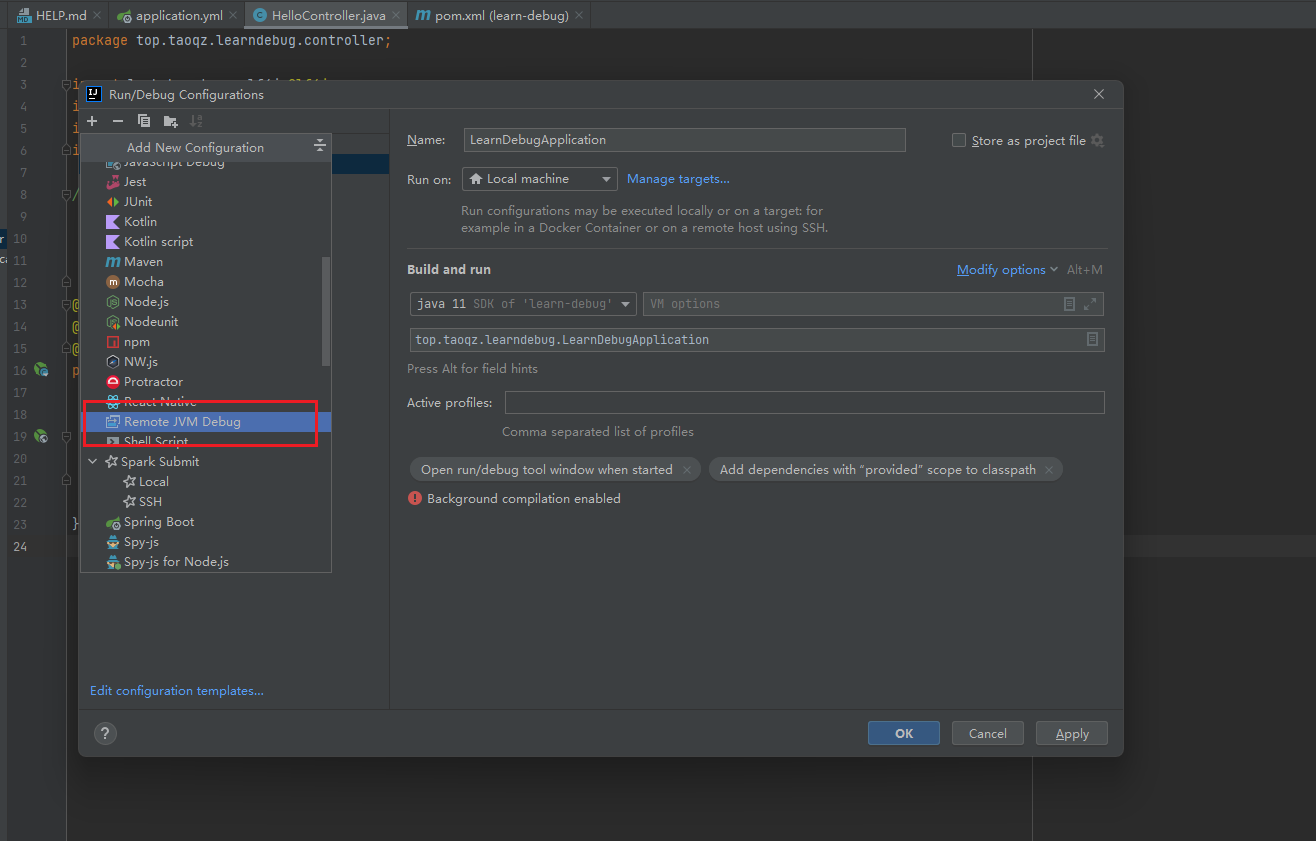 HELP.md
application.yml
HelloController.java
pom.xml (learn-debug)
1 package top.taoqz.learndebug.controller;
2
3
4
5
6
7
8 /
9
10
11
12
13 @
14 @
15 @
16
17
18
19
20
21
22
23 }
24
Run/Debug Configurations
Add New Configuration
JavaScript Debug
Jest
JUnit
Kotlin
Kotlin script
Maven
Mocha
Node.js
Nodeunit
npm
NW.js
Protractor
React Native
Remote JVM Debug
Shell Script
Spark Submit
Local
SSH
Spring Boot
Spy-js
Spy-js for Node.js
Edit configuration templates...
Name: LearnDebugApplication
Store as project file
Run on: Local machine Manage targets...
Run configurations may be executed locally or on a target: for
example in a Docker Container or on a remote host using SSH.
Build and run
Modify options Alt+M
java 11 SDK of 'learn-debug' VM options
top.taoqz.learndebug.LearnDebugApplication
Press Alt for field hints
Active profiles:
Comma separated list of profiles
Open run/debug tool window when started
Add dependencies with “provided” scope to classpath
Background compilation enabled
?
OK
Cancel
Apply